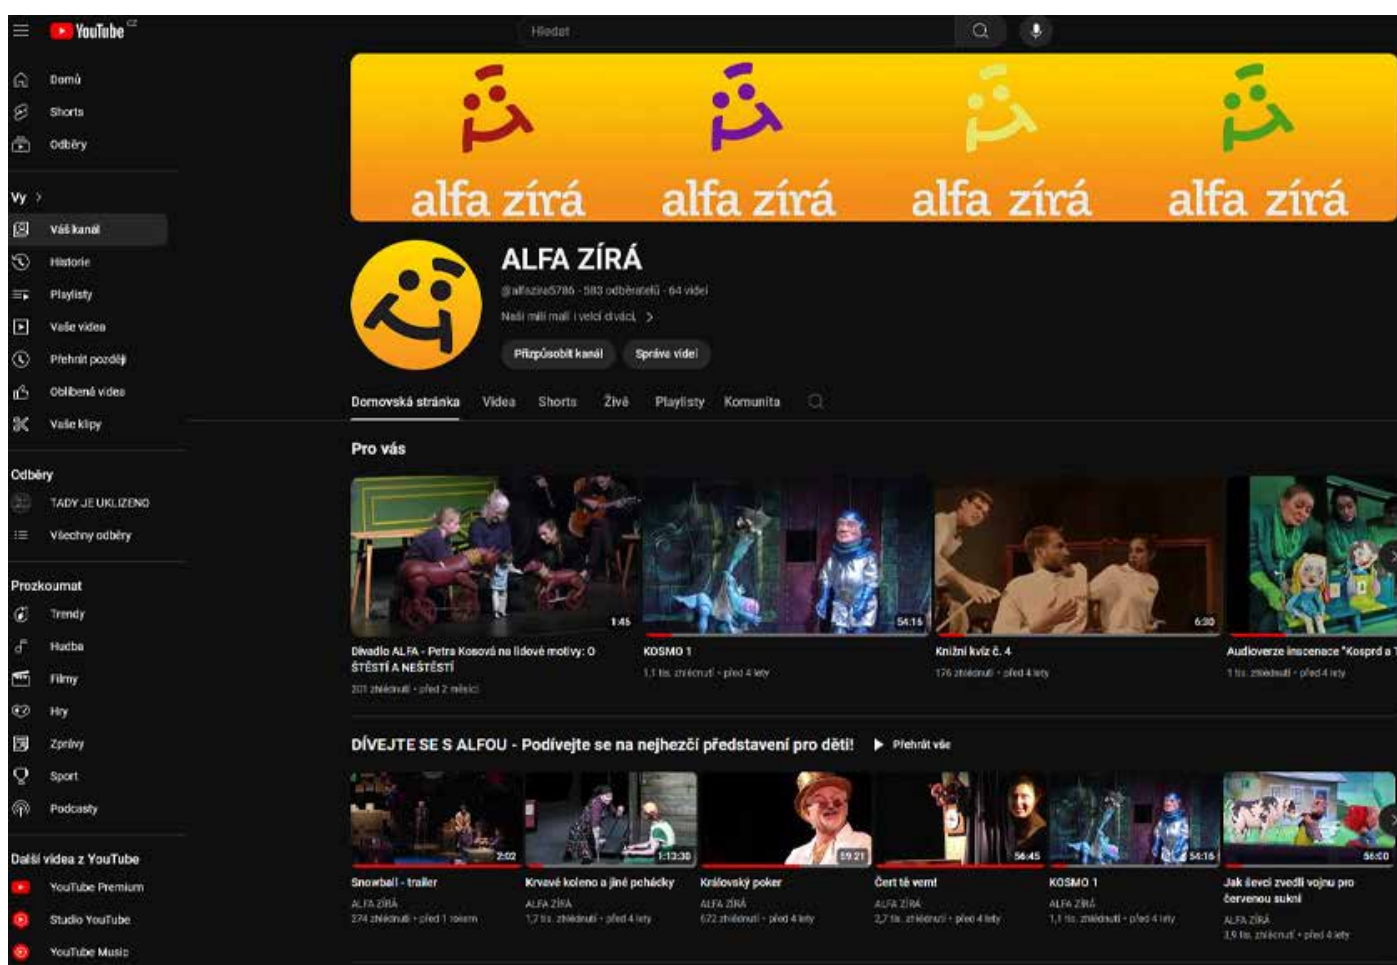 YouTube CZ
Hledat
Domů
Shorts
Odběry
Vy
Váš kanál
Historie
Playlisty
Vaše videa
Přehrát později
Oblíbená videa
Vaše klipy
Odběry
TADY JE UKLIZENO
Všechny odběry
Prozkoumat
Trendy
Hudba
Filmy
Hry
Zprávy
Sport
Podcasty
Další videa z YouTube
YouTube Premium
Studio YouTube
YouTube Music
alfa zírá alfa zírá alfa zírá alfa zírá
ALFA ZÍRÁ
@alfazira5786 · 583 odběratelů · 64 videí
Naši milí malí i velcí diváci,
Přizpůsobit kanál Správa videí
Domovská stránka Videa Shorts Živě Playlisty Komunita
Pro vás
1:45 54:16 6:30
Divadlo ALFA - Petra Kosová na lidové motivy: O
ŠTĚSTÍ A NEŠTĚSTÍ
201 zhlédnutí · před 2 měsíci
KOSMO 1
1,1 tis. zhlédnutí · před 4 lety
Knižní kvíz č. 4
176 zhlédnutí · před 4 lety
Audioverze inscenace "Kosprd a T
1 tis. zhlédnutí · před 4 lety
DÍVEJTE SE S ALFOU - Podívejte se na nejhezčí představení pro děti! Přehrát vše
2:02 1:13:30 59:21 56:45 54:16 56:00
Snowball - trailer
ALFA ZÍRÁ
274 zhlédnutí · před 1 rokem
Krvavé koleno a jiné pohádky
ALFA ZÍRÁ
1,7 tis. zhlédnutí · před 4 lety
Královský poker
ALFA ZÍRÁ
672 zhlédnutí · před 4 lety
Čert tě vem!
ALFA ZÍRÁ
2,7 tis. zhlédnutí · před 4 lety
KOSMO 1
ALFA ZÍRÁ
1,1 tis. zhlédnutí · před 4 lety
Jak ševci zvedli vojnu pro
červenou sukni
ALFA ZÍRÁ
3,9 tis. zhlédnutí · před 4 lety